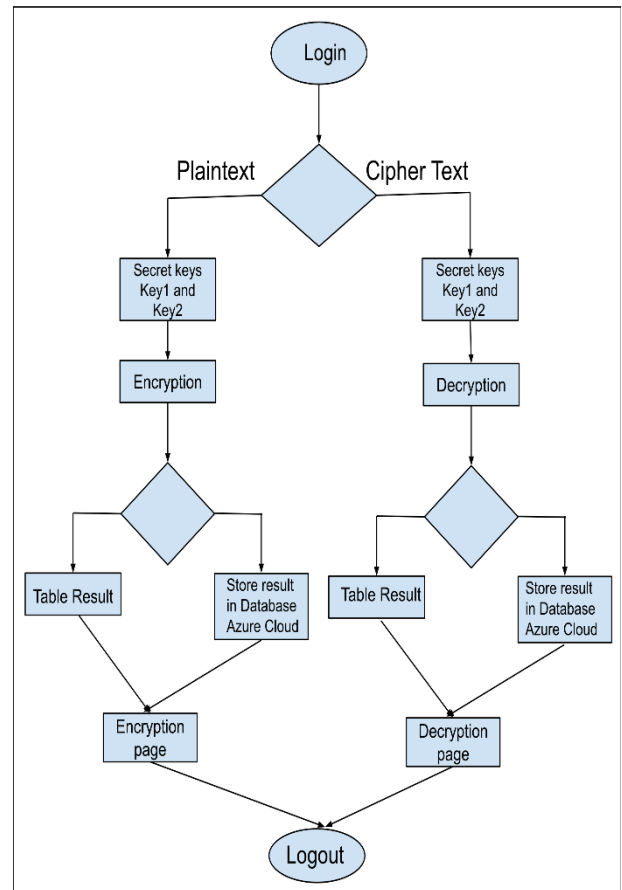 Login
Plaintext
Cipher Text
Secret keys
Key1 and
Key2
Secret keys
Key1 and
Key2
Encryption
Decryption
Table Result
Store result
in Database
Azure Cloud
Table Result
Store result
in Database
Azure Cloud
Encryption
page
Decryption
page
Logout